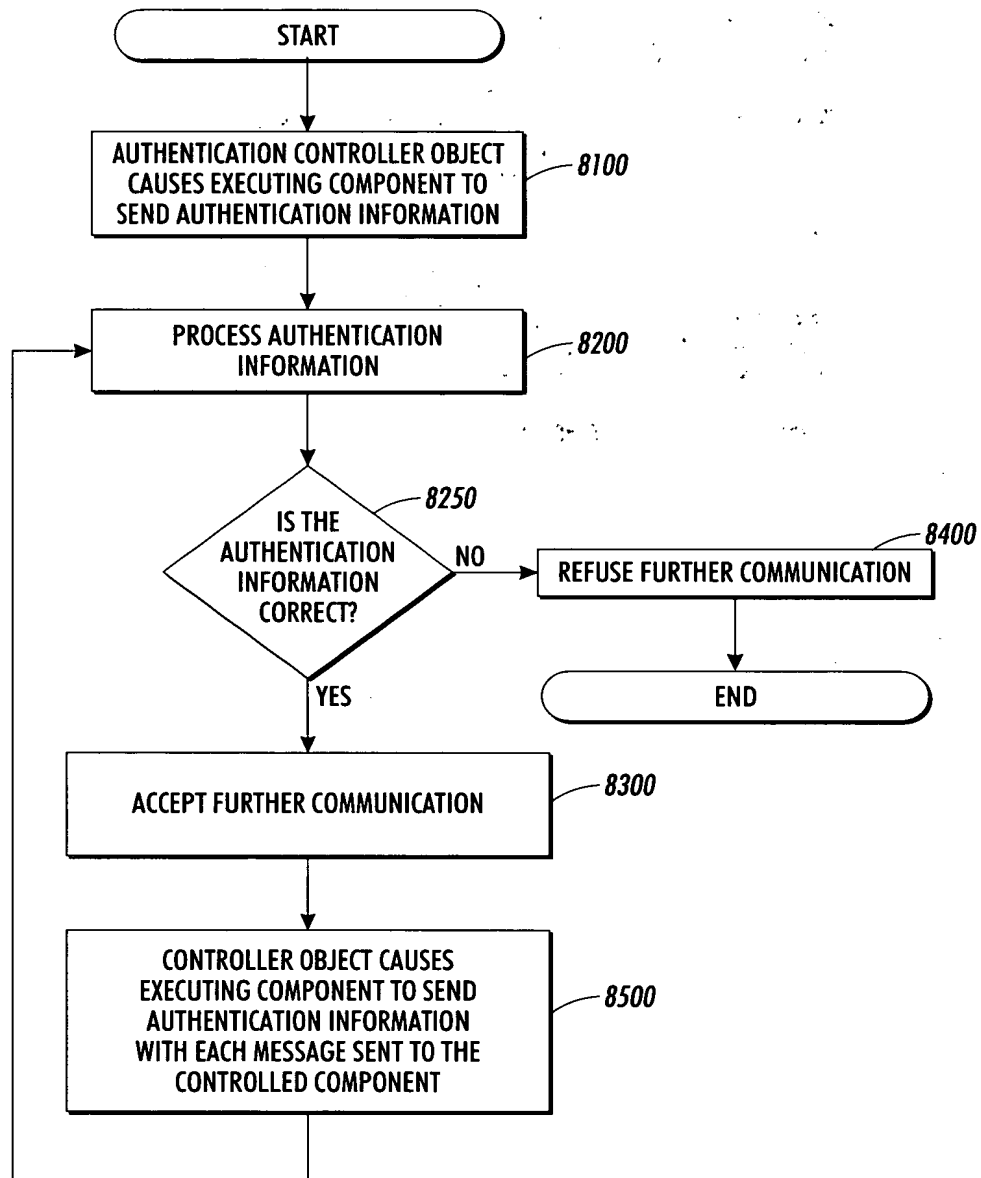 START
AUTHENTICATION CONTROLLER OBJECT
CAUSES EXECUTING COMPONENT TO
SEND AUTHENTICATION INFORMATION
8100
PROCESS AUTHENTICATION
INFORMATION
8200
IS THE
AUTHENTICATION
INFORMATION
CORRECT?
8250
NO
REFUSE FURTHER COMMUNICATION
8400
END
YES
ACCEPT FURTHER COMMUNICATION
8300
CONTROLLER OBJECT CAUSES
EXECUTING COMPONENT TO SEND
AUTHENTICATION INFORMATION
WITH EACH MESSAGE SENT TO THE
CONTROLLED COMPONENT
8500